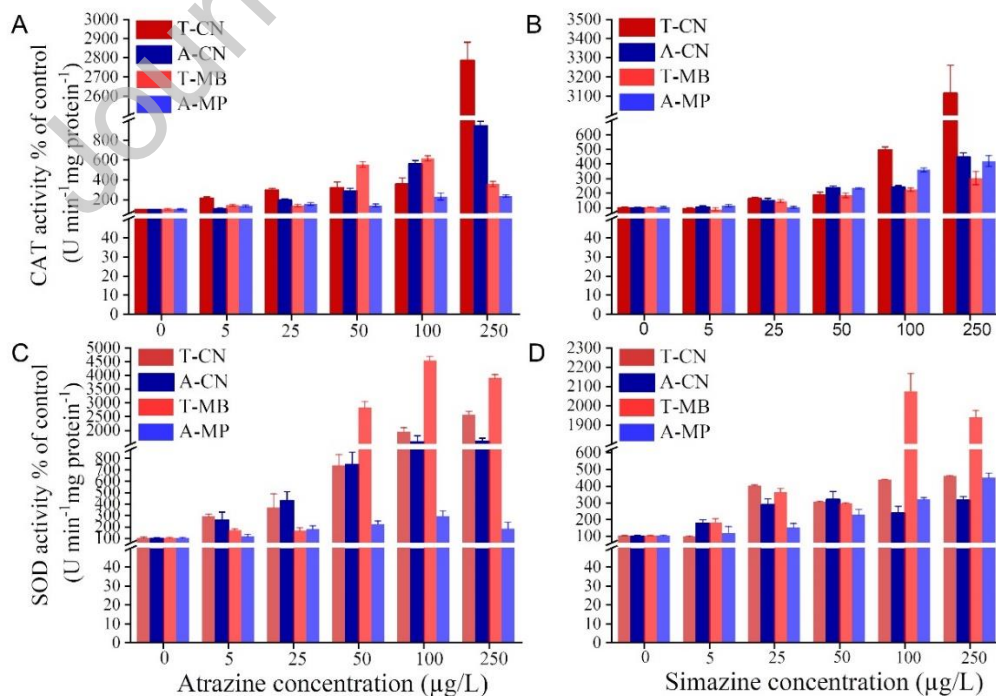 Journ
A
CAT activity % of control
(U min⁻¹mg protein⁻¹)
3000
2900
2800
2700
2600
800
600
400
200
40
30
20
10
0
T-CN
A-CN
T-MB
A-MP
0 5 25 50 100 250
B
3500
3400
3300
3200
3100
500
400
300
200
100
40
30
20
10
0
T-CN
A-CN
T-MB
A-MP
0 5 25 50 100 250
C
SOD activity % of control
(U min⁻¹mg protein⁻¹)
5000
4500
4000
3500
3000
2500
2000
800
700
600
500
400
300
200
100
40
30
20
10
0
T-CN
A-CN
T-MB
A-MP
0 5 25 50 100 250
Atrazine concentration (µg/L)
D
2300
2200
2100
2000
1900
600
500
400
300
200
100
40
30
20
10
0
T-CN
A-CN
T-MB
A-MP
0 5 25 50 100 250
Simazine concentration (µg/L)